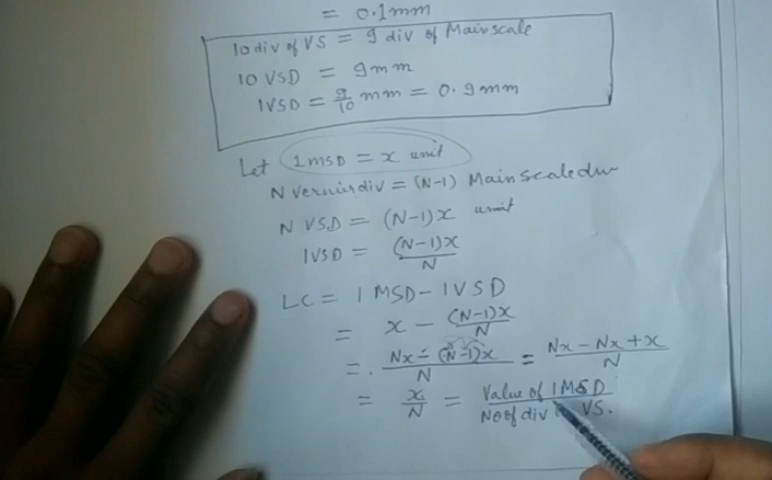 = 0.1mm
10 div of VS = 9 div of Main scale
10 VSD = 9mm
1VSD = 9/10 mm = 0.9mm
Let 1MSD = x unit
N vernier div = (N-1) Main Scale div
N VSD = (N-1)x unit
1VSD = (N-1)x/N
LC = 1 MSD - 1 VSD
= x - (N-1)x/N
= Nx - (N-1)x/N = Nx - Nx + x/N
= x/N = Value of 1MSD/No of div VS.